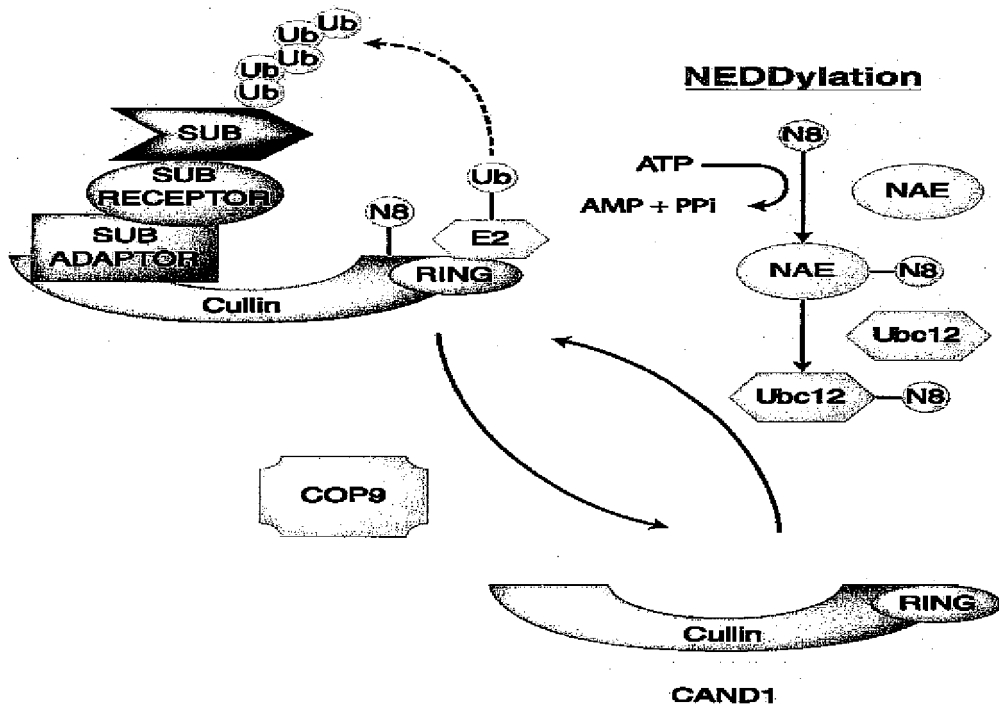 Ub
Ub
Ub
Ub
Ub
Ub
SUB
SUB
RECEPTOR
SUB
ADAPTOR
N8
Ub
E2
RING
Cullin
NEDDylation
N8
ATP
AMP + PPi
NAE
NAE
N8
Ubc12
Ubc12
N8
COP9
RING
Cullin
CAND1